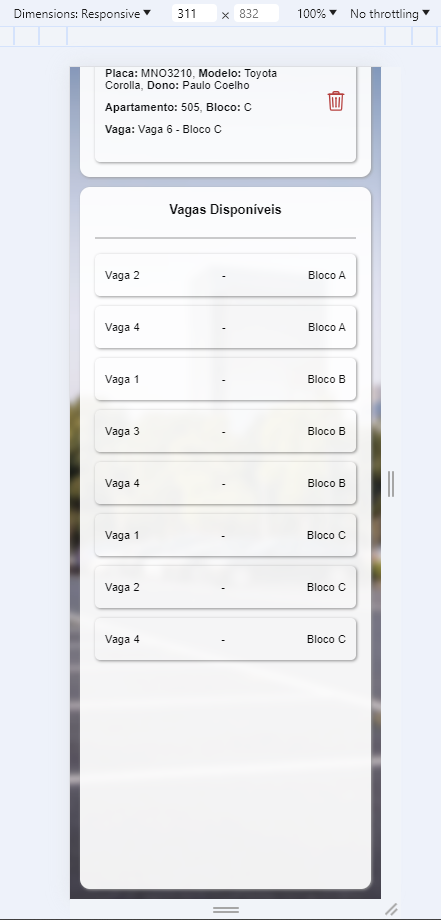 Dimensions: Responsive 311 x 832 100% No throttling
Placa: MNO3210, Modelo: Toyota
Corolla, Dono: Paulo Coelho
Apartamento: 505, Bloco: C
Vaga: Vaga 6 - Bloco C
Vagas Disponíveis
Vaga 2 - Bloco A
Vaga 4 - Bloco A
Vaga 1 - Bloco B
Vaga 3 - Bloco B
Vaga 4 - Bloco B
Vaga 1 - Bloco C
Vaga 2 - Bloco C
Vaga 4 - Bloco C